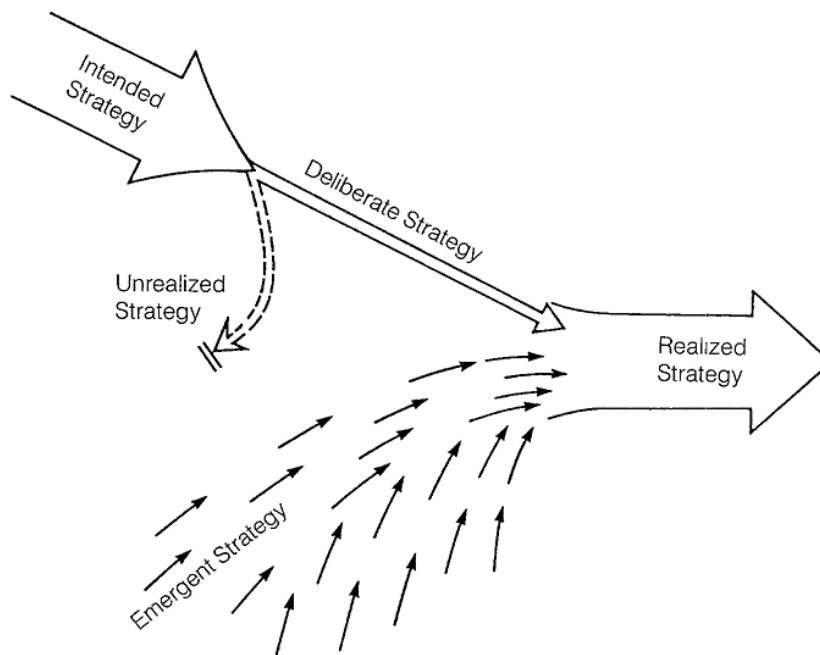 Intended
Strategy
Deliberate Strategy
Unrealized
Strategy
Realized
Strategy
Emergent Strategy